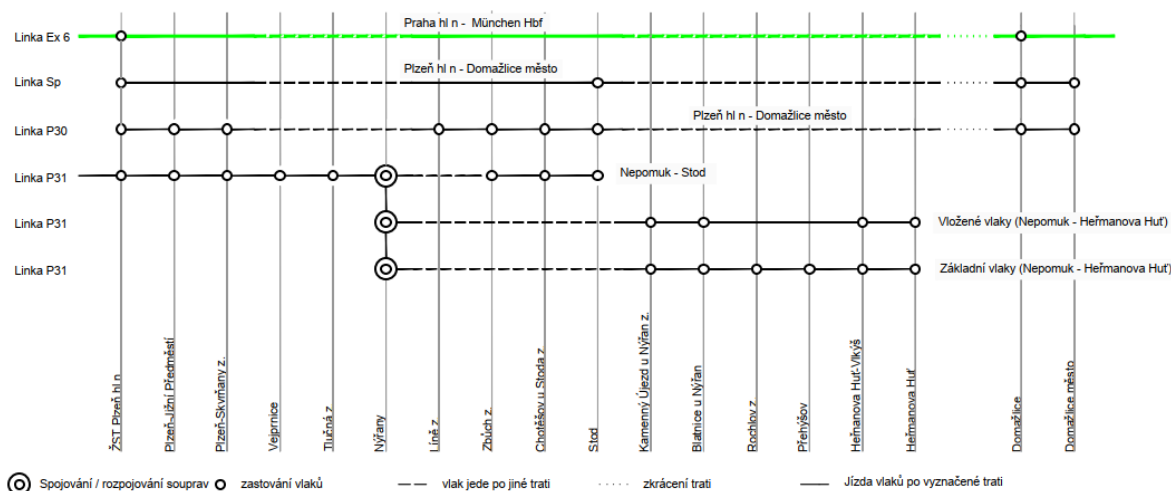 Praha hl n - München Hbf
Linka Ex 6
Plzeň hl n - Domažlice město
Linka Sp
Plzeň hl n - Domažlice město
Linka P30
Linka P31
Nepomuk - Stod
Linka P31
Vložené vlaky (Nepomuk - Heřmanova Huť)
Linka P31
Základní vlaky (Nepomuk - Heřmanova Huť)
ŽST Plzeň hl n
Plzeň-Jižní Předměstí
Plzeň-Skvrňany z.
Vejprnice
Tlučná z
Nýřany
Líně z.
Zbůch z.
Chotěšov u Stoda z
Stod
Kamenný Újezd u Nýřan z.
Blatnice u Nýřan
Rochlov z
Přehýšov
Heřmanova Huť-Vlkýš
Heřmanova Huť
Domažlice
Domažlice město
Spojování / rozpojování souprav
zastování vlaků
vlak jede po jiné trati
zkrácení trati
Jízda vlaků po vyznačené trati